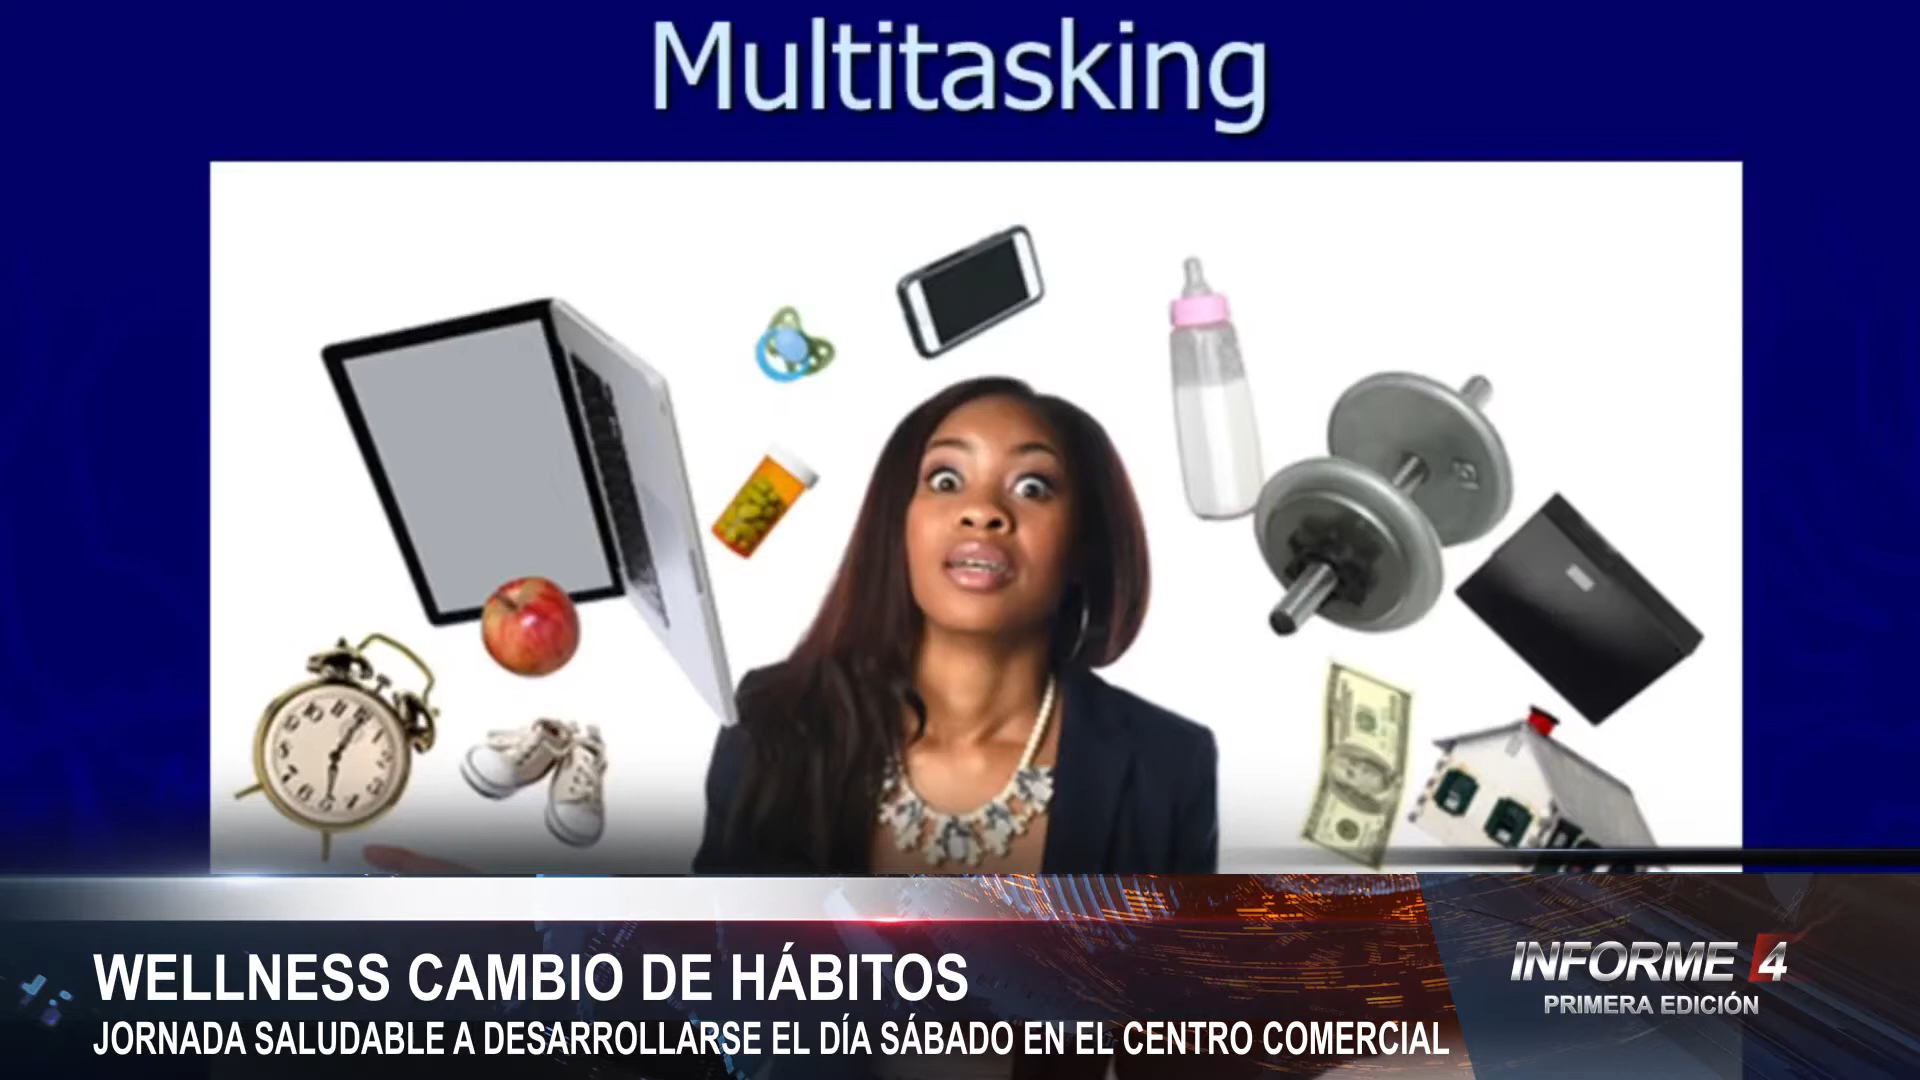 Multitasking
WELLNESS CAMBIO DE HÁBITOS
JORNADA SALUDABLE A DESARROLLARSE EL DÍA SÁBADO EN EL CENTRO COMERCIAL
INFORME 4
PRIMERA EDICIÓN